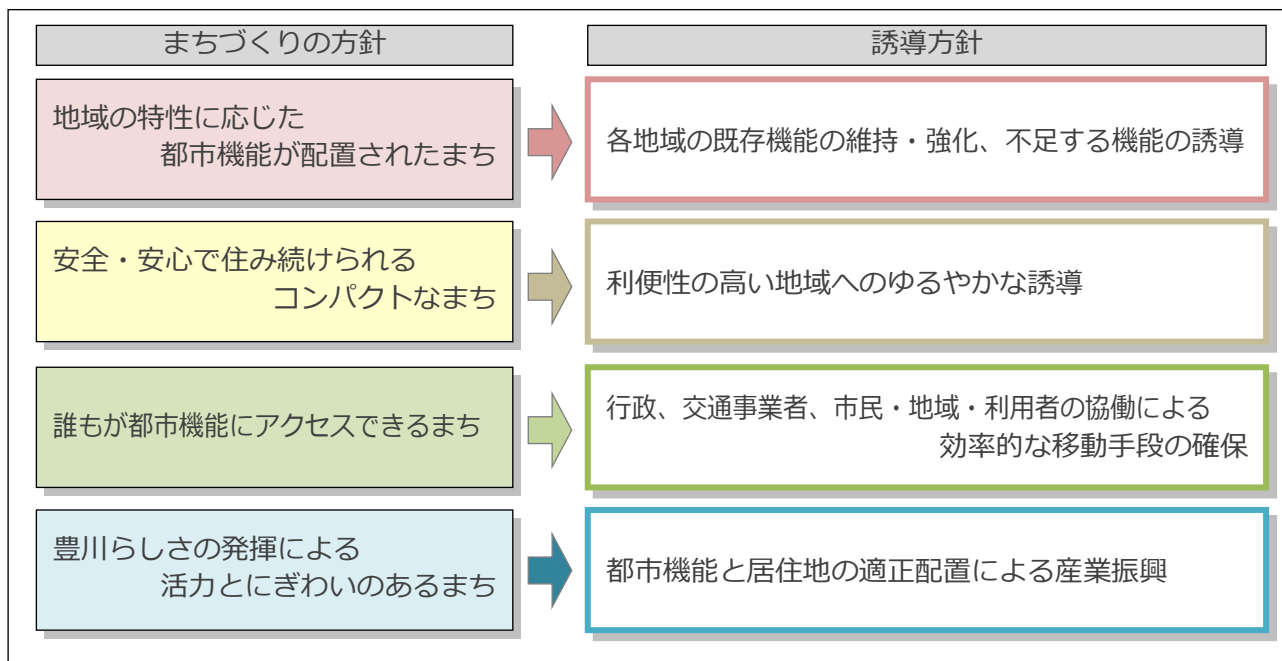 まちづくりの方針
誘導方針
地域の特性に応じた
都市機能が配置されたまち
各地域の既存機能の維持・強化、不足する機能の誘導
安全・安心で住み続けられる
コンパクトなまち
利便性の高い地域へのゆるやかな誘導
誰もが都市機能にアクセスできるまち
行政、交通事業者、市民・地域・利用者の協働による
効率的な移動手段の確保
豊川らしさの発揮による
活力とにぎわいのあるまち
都市機能と居住地の適正配置による産業振興